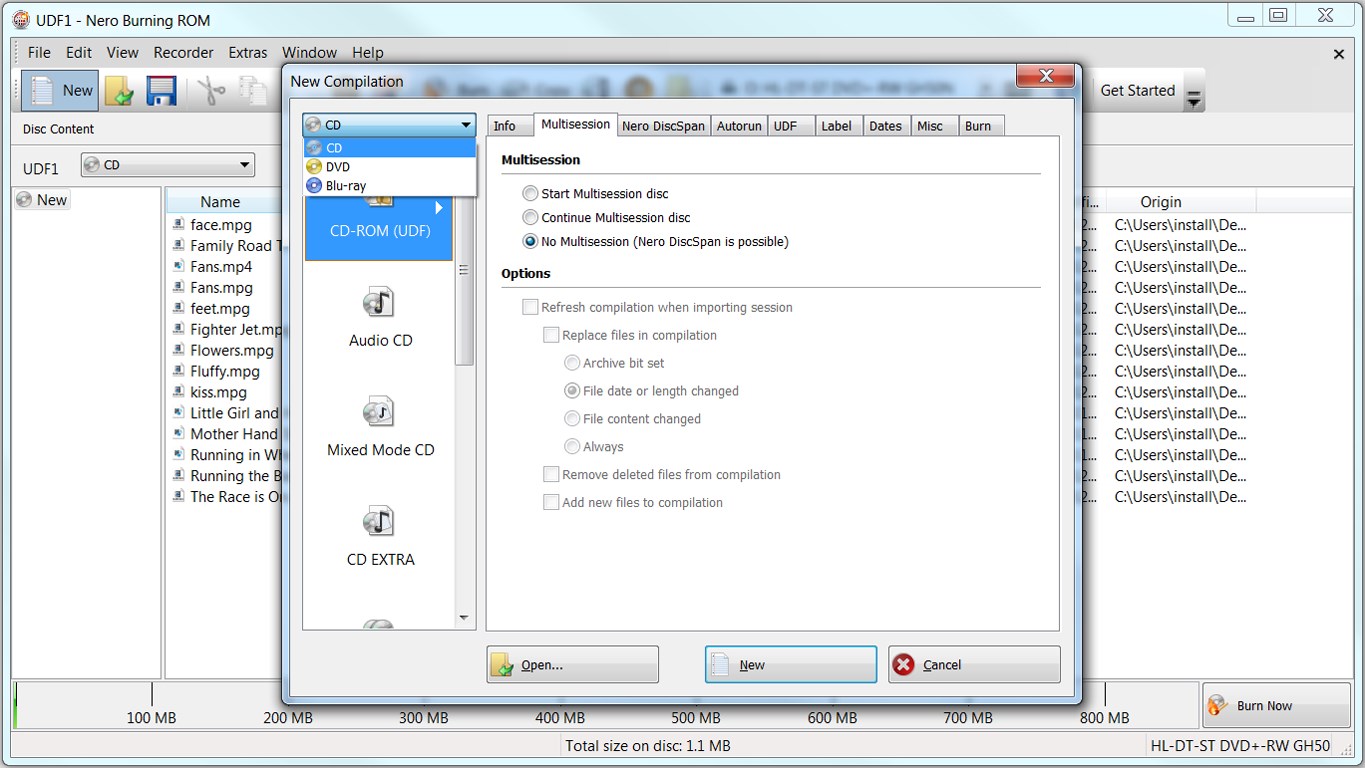 UDF1 - Nero Burning ROM
File Edit View Recorder Extras Window Help
New
Get Started
Disc Content
UDF1 CD
New
Name
Origin
face.mpg
C:\Users\install\De...
Family Road
C:\Users\install\De...
Fans.mp4
C:\Users\install\De...
Fans.mpg
C:\Users\install\De...
feet.mpg
C:\Users\install\De...
Fighter Jet.mp
C:\Users\install\De...
Flowers.mpg
C:\Users\install\De...
Fluffy.mpg
C:\Users\install\De...
kiss.mpg
C:\Users\install\De...
Little Girl and
C:\Users\install\De...
Mother Hand
C:\Users\install\De...
Running in
C:\Users\install\De...
Running the
C:\Users\install\De...
The Race is
C:\Users\install\De...
New Compilation
CD
CD
DVD
Blu-ray
CD-ROM (UDF)
Audio CD
Mixed Mode CD
CD EXTRA
Info Multisession Nero DiscSpan Autorun UDF Label Dates Misc Burn
Multisession
Start Multisession disc
Continue Multisession disc
No Multisession (Nero DiscSpan is possible)
Options
Refresh compilation when importing session
Replace files in compilation
Archive bit set
File date or length changed
File content changed
Always
Remove deleted files from compilation
Add new files to compilation
Open... New Cancel
100 MB 200 MB 300 MB 400 MB 500 MB 600 MB 700 MB 800 MB
Burn Now
Total size on disc: 1.1 MB
HL-DT-ST DVD+-RW GH50